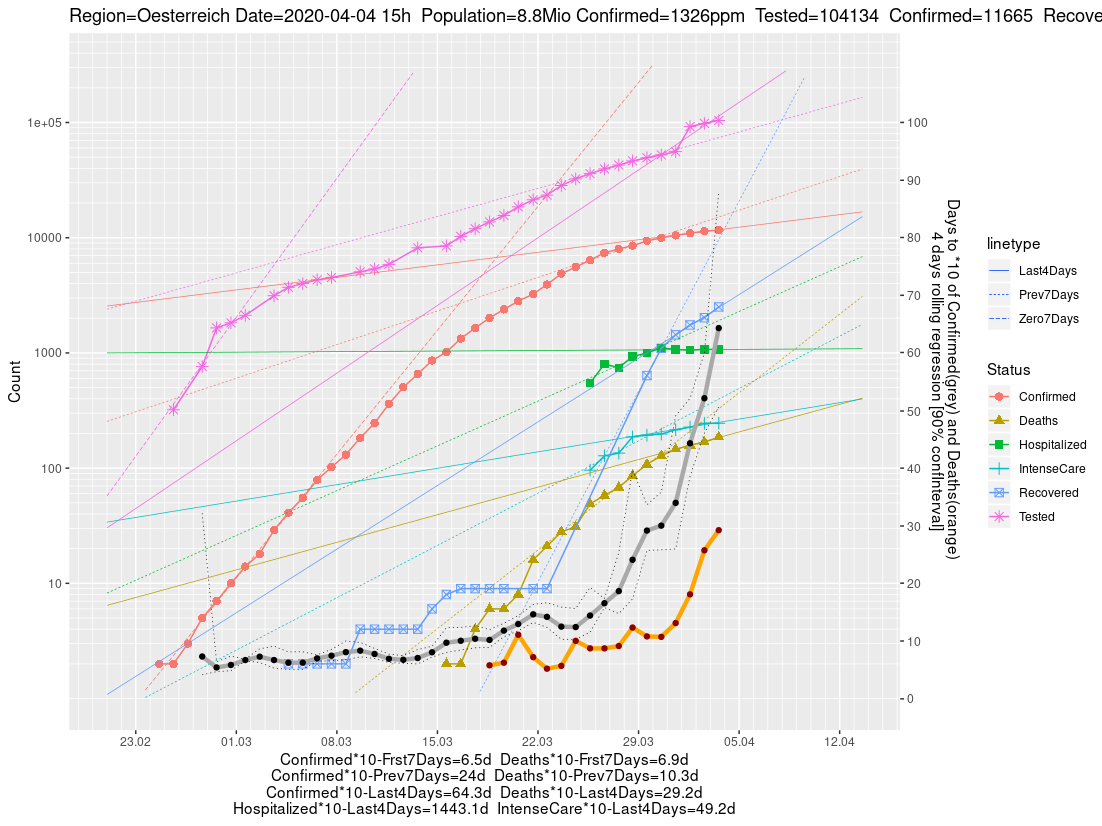 Region=Oesterreich Date=2020-04-04 15h  Population=8.8Mio Confirmed=1326ppm  Tested=104134  Confirmed=11665  Recove
1e+05
10000
1000
100
10
Count
100
90
80
70
60
50
40
30
20
10
0
Days to *10 of Confirmed(grey) and Deaths(orange)
4 days rolling regression [90% confInterval]
23.02
01.03
08.03
15.03
22.03
29.03
05.04
12.04
Confirmed*10-Frst7Days=6.5d  Deaths*10-Frst7Days=6.9d
Confirmed*10-Prev7Days=24d  Deaths*10-Prev7Days=10.3d
Confirmed*10-Last4Days=64.3d  Deaths*10-Last4Days=29.2d
Hospitalized*10-Last4Days=1443.1d  IntenseCare*10-Last4Days=49.2d
linetype
Last4Days
Prev7Days
Zero7Days
Status
Confirmed
Deaths
Hospitalized
IntenseCare
Recovered
Tested